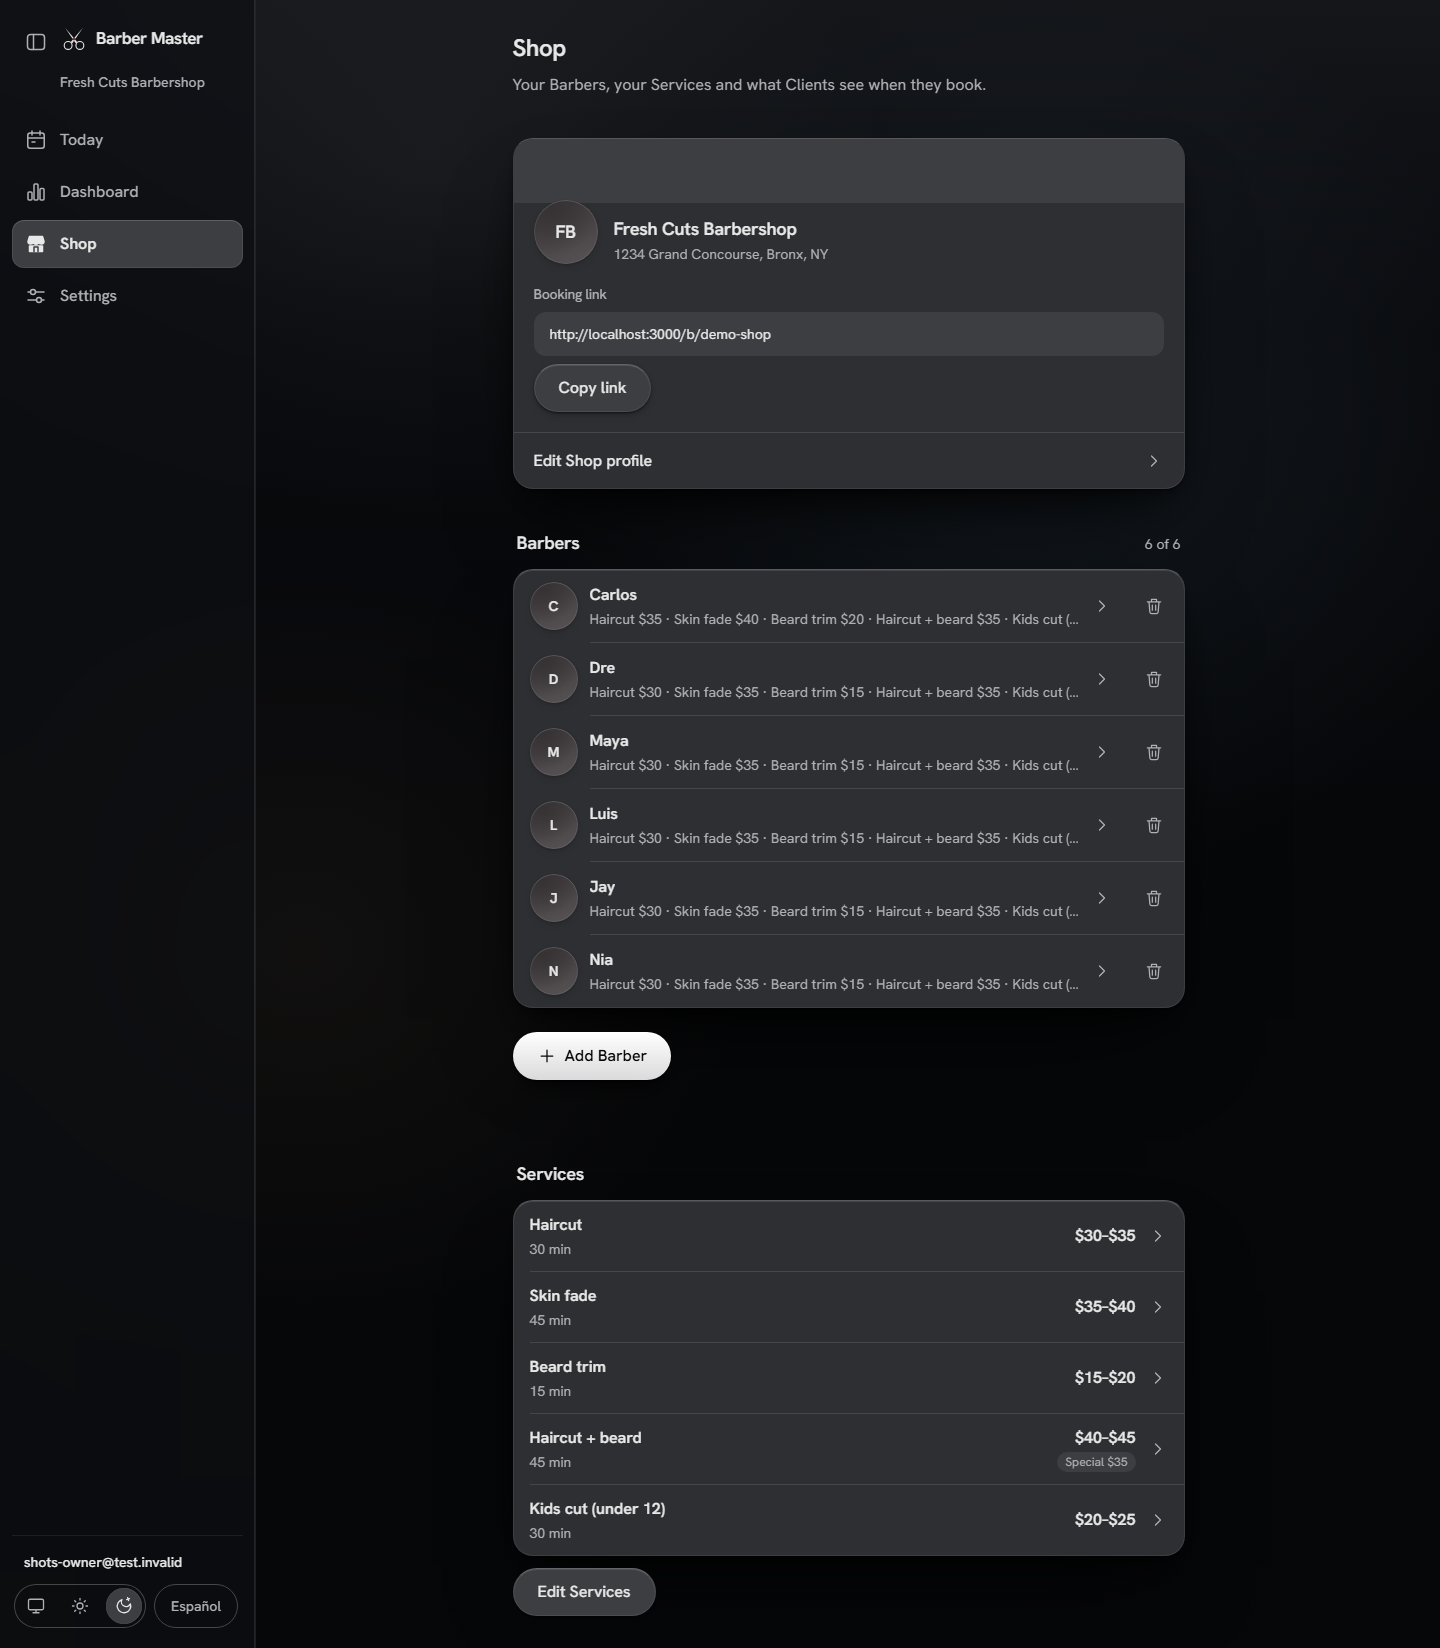 Barber Master
Fresh Cuts Barbershop
Today
Dashboard
Shop
Settings
shots-owner@test.invalid
Español
Shop
Your Barbers, your Services and what Clients see when they book.
FB
Fresh Cuts Barbershop
1234 Grand Concourse, Bronx, NY
Booking link
http://localhost:3000/b/demo-shop
Copy link
Edit Shop profile
Barbers
6 of 6
C
Carlos
Haircut $35 · Skin fade $40 · Beard trim $20 · Haircut + beard $35 · Kids cut (...
D
Dre
Haircut $30 · Skin fade $35 · Beard trim $15 · Haircut + beard $35 · Kids cut (...
M
Maya
Haircut $30 · Skin fade $35 · Beard trim $15 · Haircut + beard $35 · Kids cut (...
L
Luis
Haircut $30 · Skin fade $35 · Beard trim $15 · Haircut + beard $35 · Kids cut (...
J
Jay
Haircut $30 · Skin fade $35 · Beard trim $15 · Haircut + beard $35 · Kids cut (...
N
Nia
Haircut $30 · Skin fade $35 · Beard trim $15 · Haircut + beard $35 · Kids cut (...
Add Barber
Services
Haircut
30 min
$30–$35
Skin fade
45 min
$35–$40
Beard trim
15 min
$15–$20
Haircut + beard
45 min
$40–$45
Special $35
Kids cut (under 12)
30 min
$20–$25
Edit Services